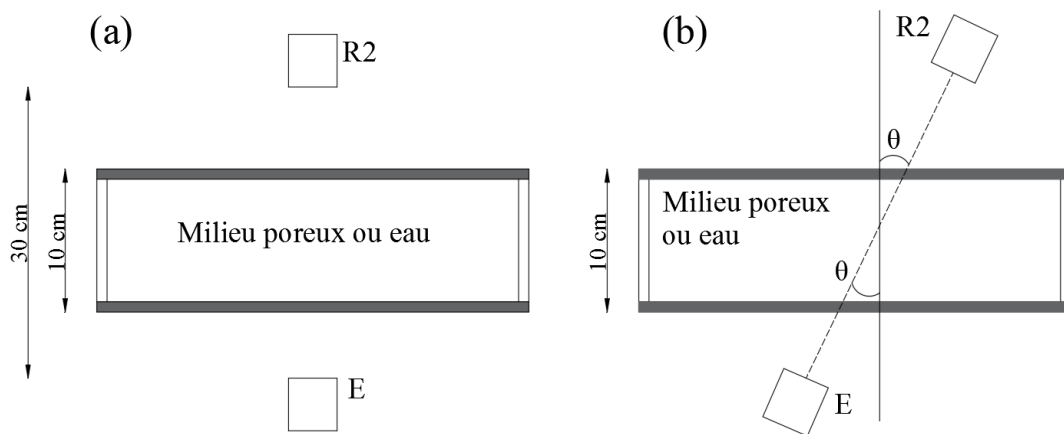 (a)
R2
30 cm
10 cm
Milieu poreux ou eau
E
(b)
R2
θ
10 cm
Milieu poreux
ou eau
θ
E